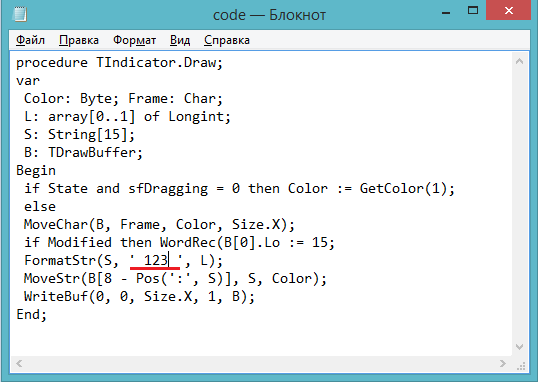 code — Блокнот
Файл Правка Формат Вид Справка
procedure TIndicator.Draw;
var
 Color: Byte; Frame: Char;
 L: array[0..1] of Longint;
 S: String[15];
 B: TDrawBuffer;
Begin
 if State and sfDragging = 0 then Color := GetColor(1);
 else
 MoveChar(B, Frame, Color, Size.X);
 if Modified then WordRec(B[0].Lo := 15;
 FormatStr(S, ' 123 ', L);
 MoveStr(B[8 - Pos(':', S)], S, Color);
 WriteBuf(0, 0, Size.X, 1, B);
End;